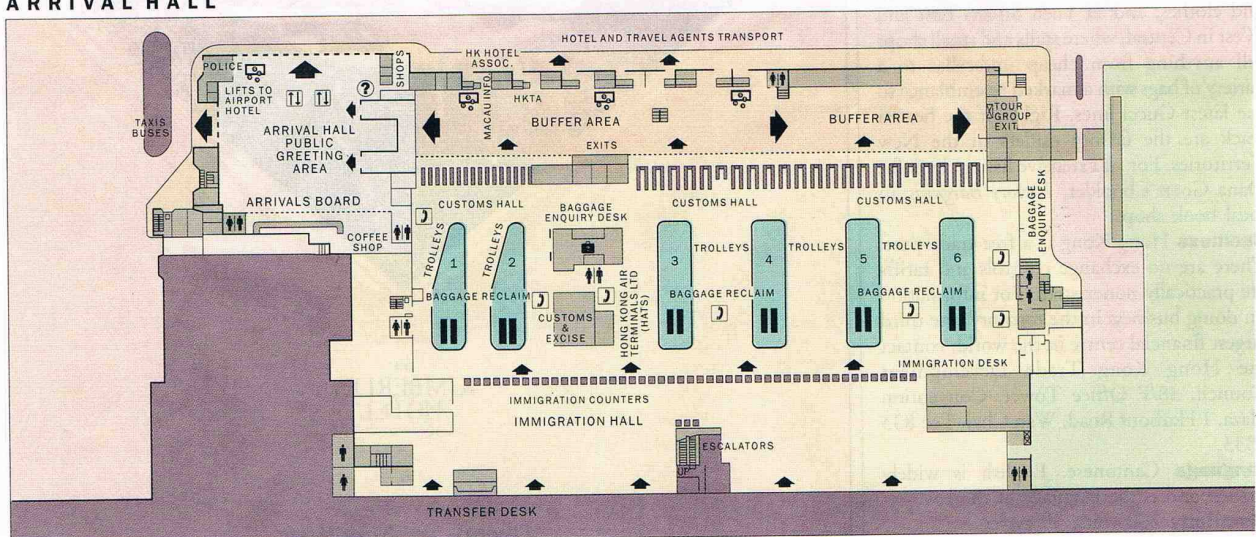 ARRIVAL HALL
HOTEL AND TRAVEL AGENTS TRANSPORT
POLICE
LIFTS TO
AIRPORT
HOTEL
SHOPS
HK HOTEL
ASSOC.
MACAU INFO.
HKTA
?
TAXIS
BUSES
ARRIVAL HALL
PUBLIC
GREETING
AREA
BUFFER AREA
BUFFER AREA
TOUR
GROUP
EXIT
EXITS
ARRIVALS BOARD
COFFEE
SHOP
CUSTOMS HALL
BAGGAGE
ENQUIRY DESK
CUSTOMS HALL
CUSTOMS HALL
BAGGAGE
ENQUIRY DESK
TROLLEYS
1
TROLLEYS
2
3
TROLLEYS
4
TROLLEYS
5
TROLLEYS
6
BAGGAGE RECLAIM
BAGGAGE RECLAIM
BAGGAGE RECLAIM
CUSTOMS
&
EXCISE
HONG KONG AIR
TERMINALS LTD
(HATS)
IMMIGRATION DESK
IMMIGRATION COUNTERS
IMMIGRATION HALL
ESCALATORS
UP
TRANSFER DESK